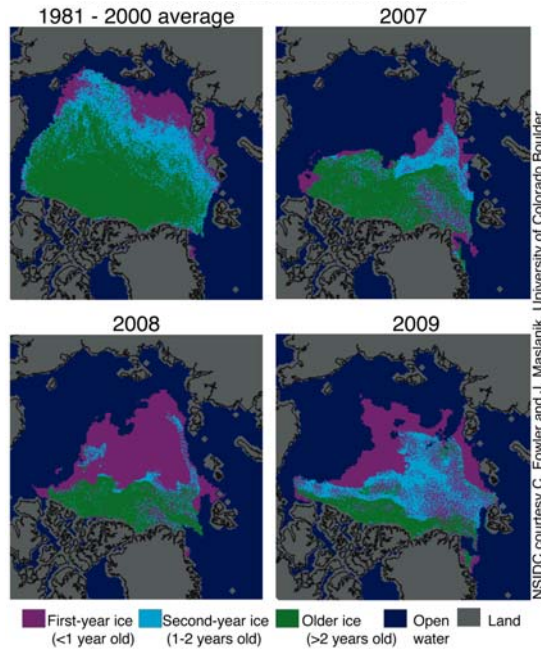 1981 - 2000 average
2007
2008
2009
First-year ice
(<1 year old)
Second-year ice
(1-2 years old)
Older ice
(>2 years old)
Open
water
Land
NSIDC courtesy C. Fowler and J. Maslanik, University of Colorado Boulder